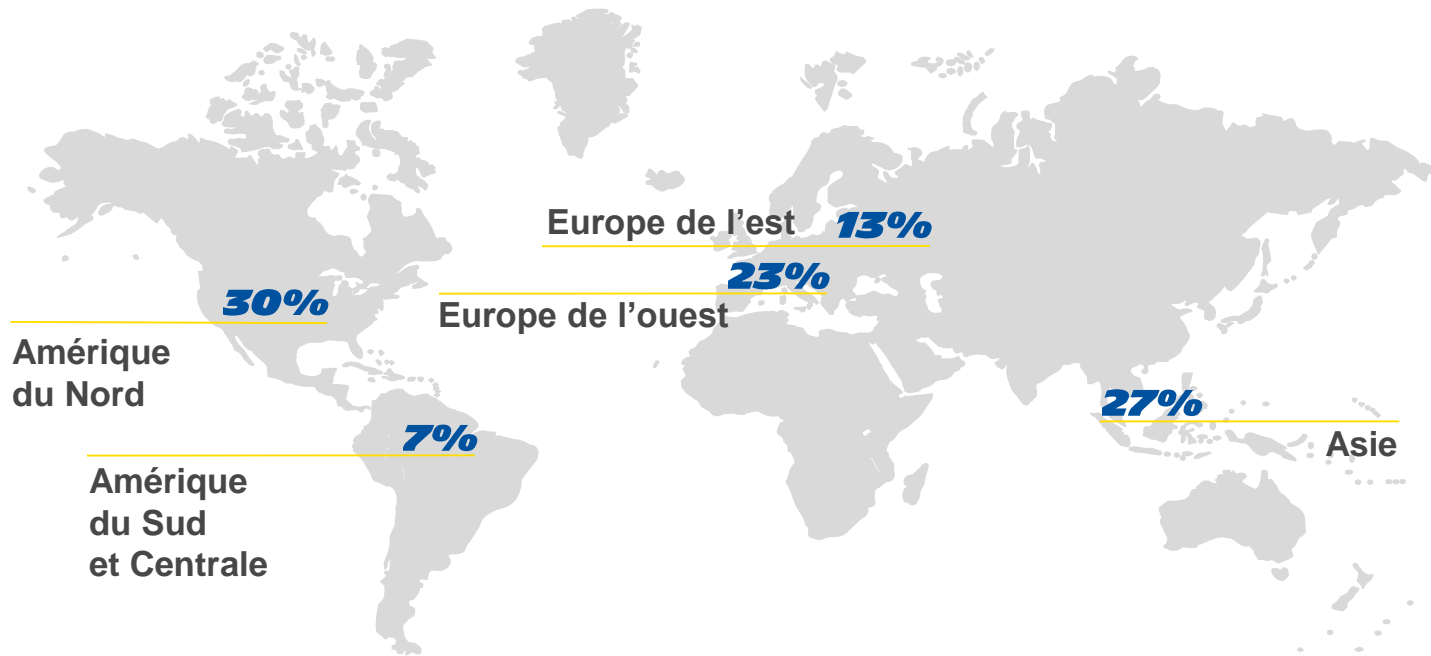 Europe de l’est 13%
23%
Europe de l’ouest
30%
Amérique
du Nord
27%
Asie
7%
Amérique
du Sud
et Centrale